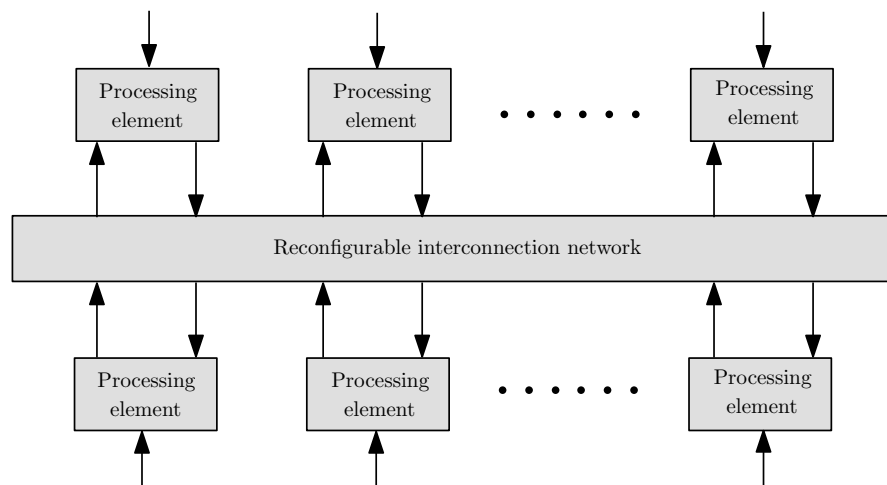 Processing
element
Processing
element
Processing
element
Reconfigurable interconnection network
Processing
element
Processing
element
Processing
element